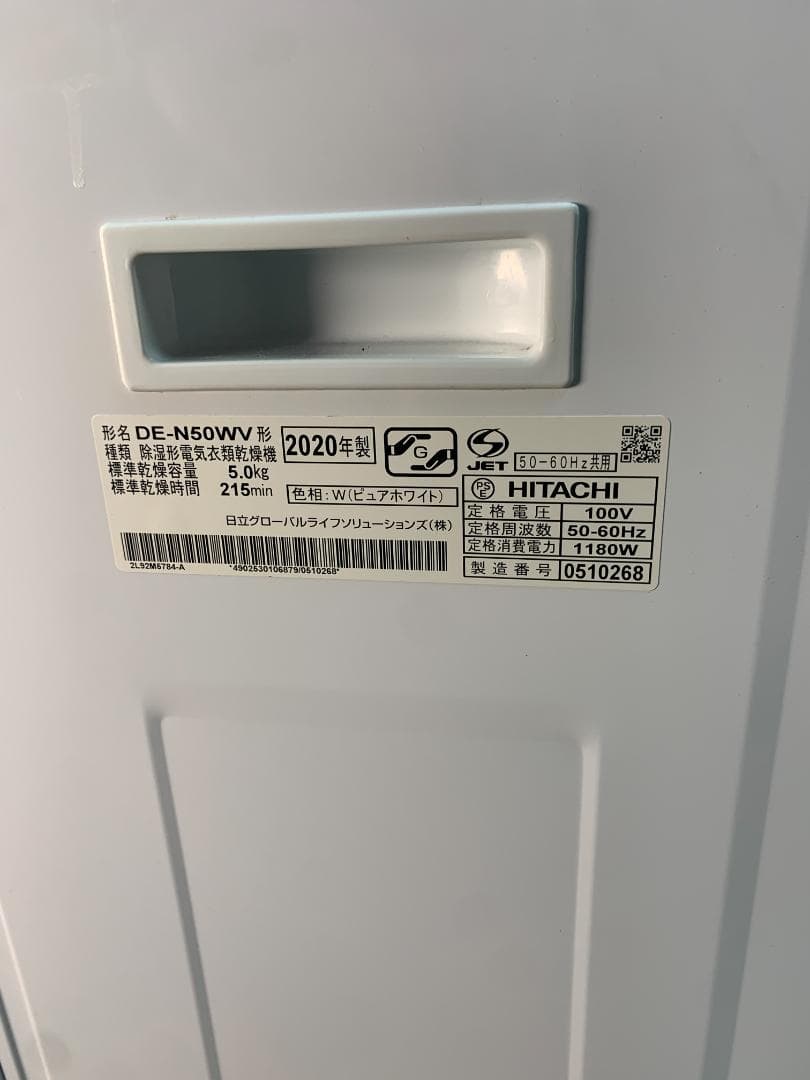 形名 DE-N50WV 形
種類 除湿形電気衣類乾燥機
標準乾燥容量 5.0kg
標準乾燥時間 215min
2020年製
G
JET
50-60Hz共用
色相:W(ピュアホワイト)
日立グローバルライフソリューションズ(株)
2L92M5784-A
*4902530106879/0510268*
PS
E
HITACHI
定格電圧 100V
定格周波数 50-60Hz
定格消費電力 1180W
製造番号 0510268